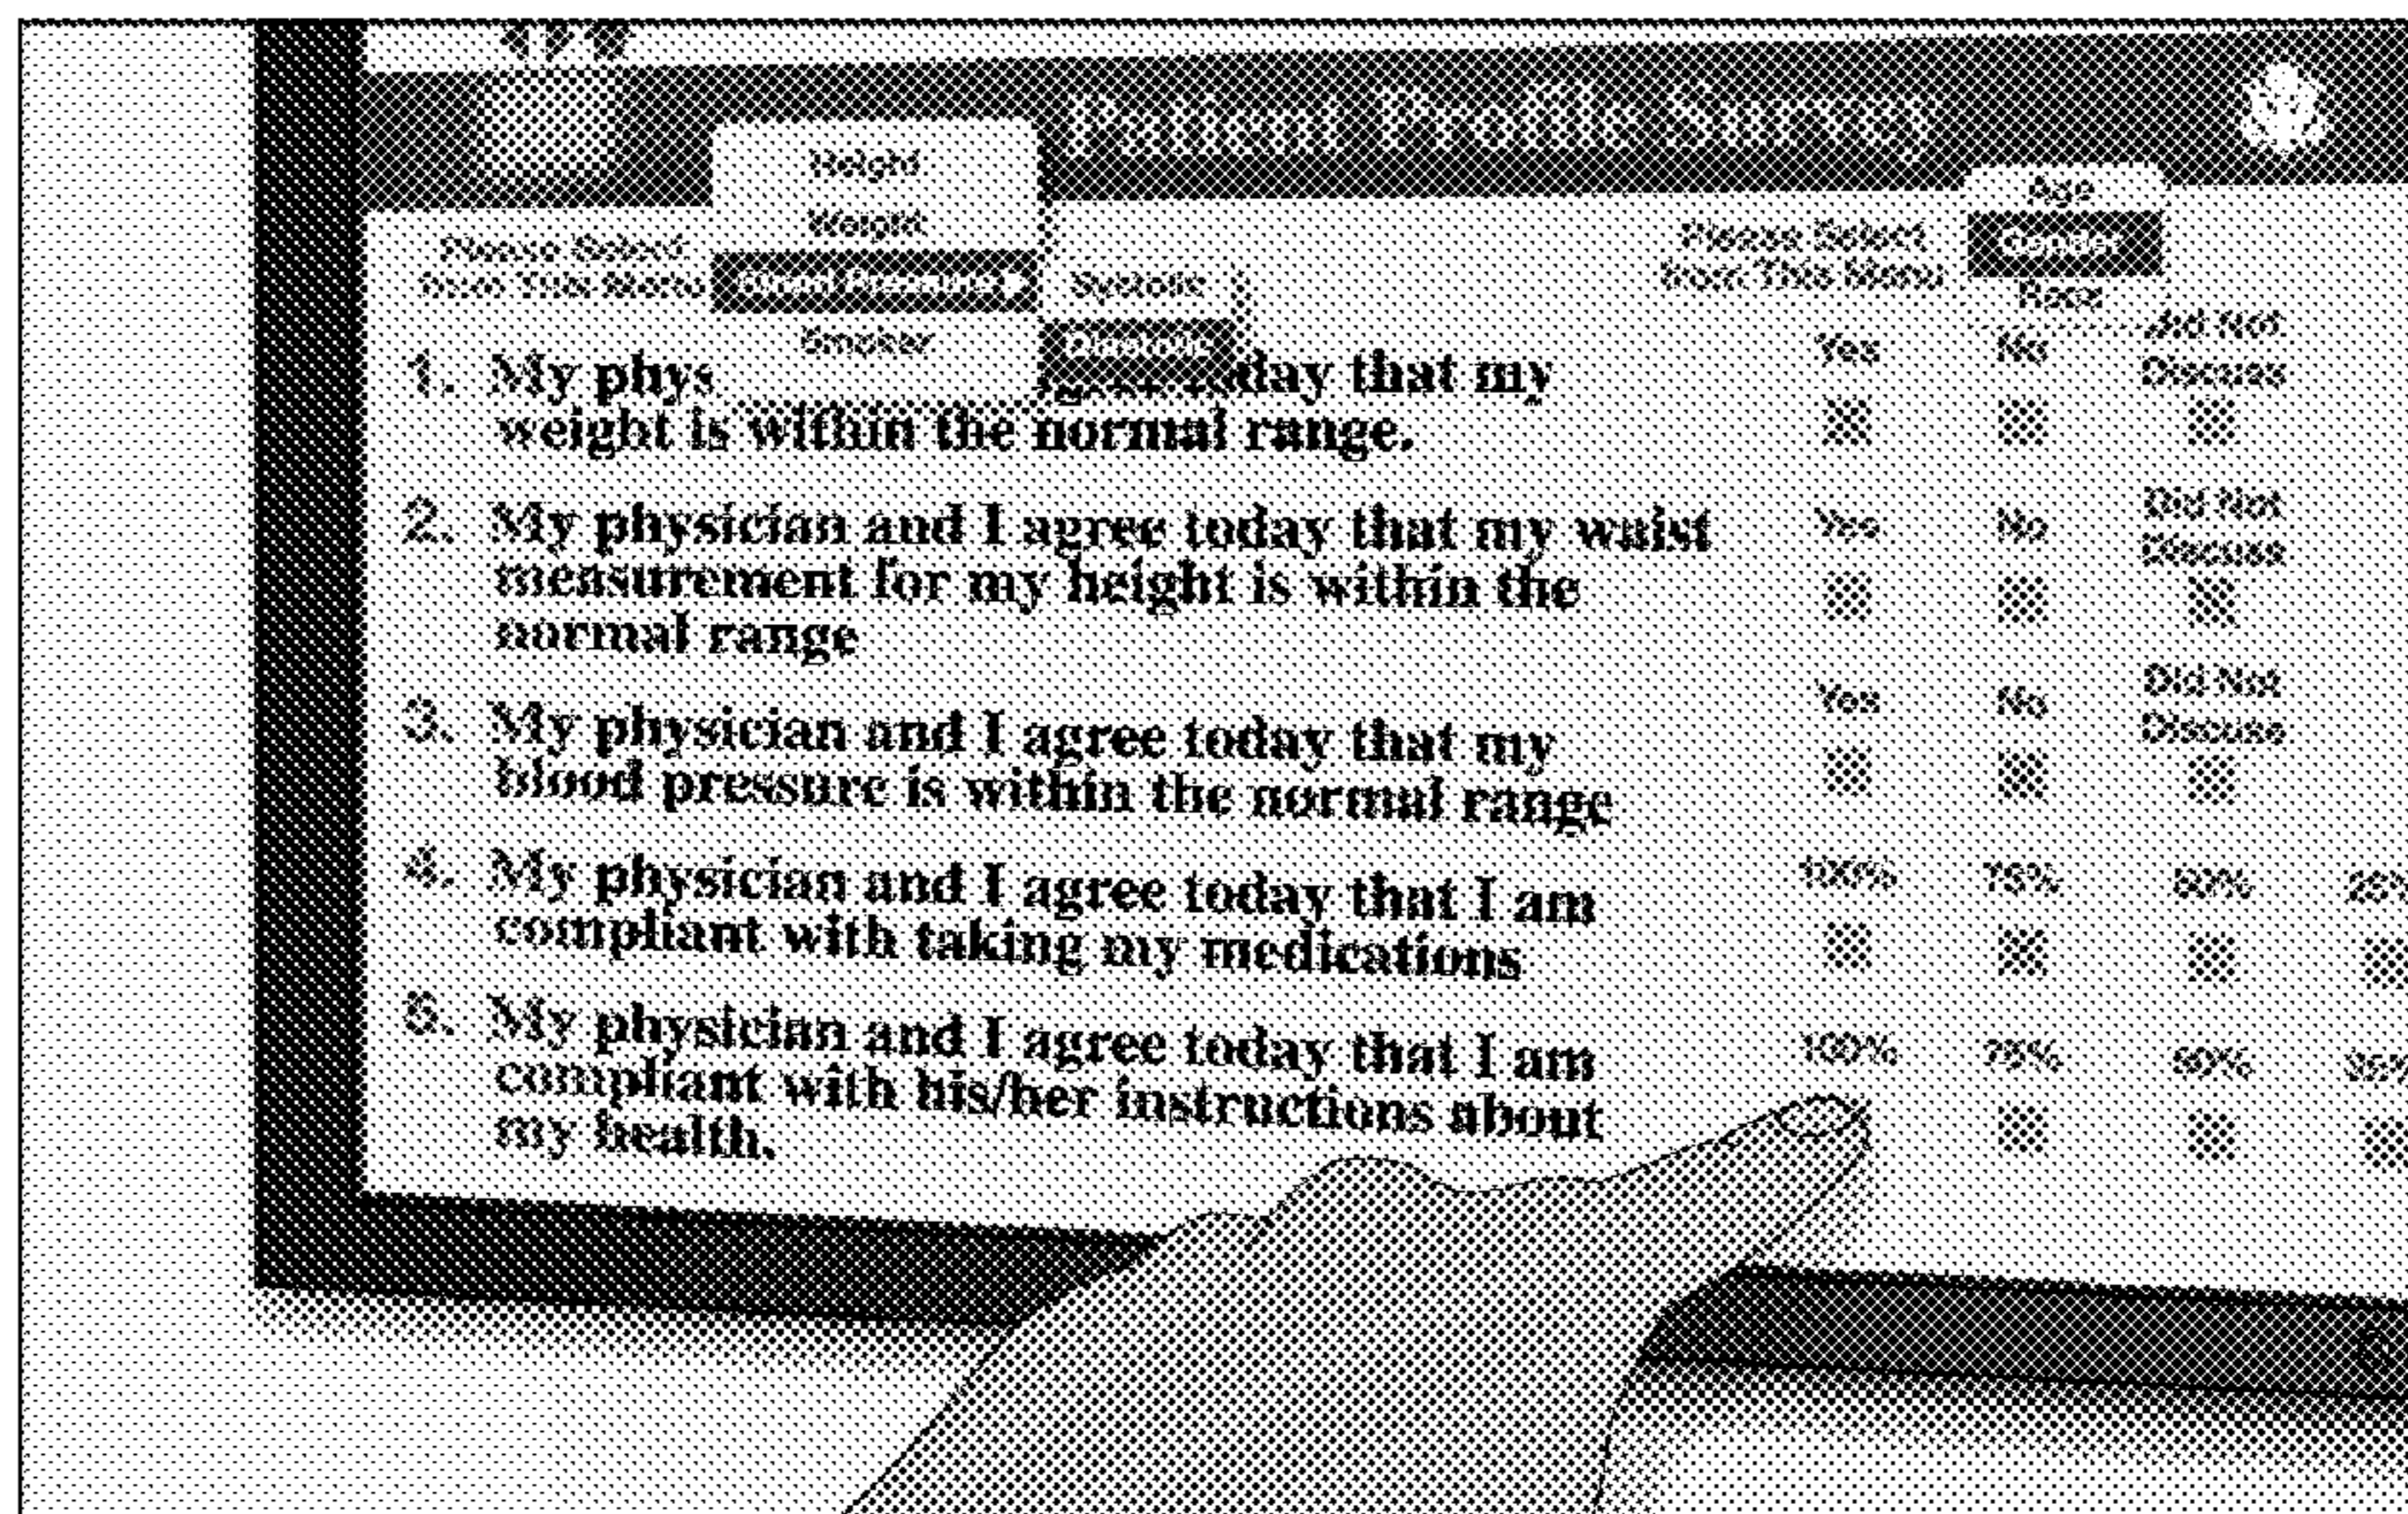 Patient Profile Survey
Height
Weight
Blood Pressure ▶
Smoker
Systolic
Diastolic
Please Select
from This Menu
Please Select
from This Menu
Age
Gender
Race
1. My phys gree today that my
weight is within the normal range.
Yes No Did Not
Discuss
2. My physician and I agree today that my waist
measurement for my height is within the
normal range
Yes No Did Not
Discuss
3. My physician and I agree today that my
blood pressure is within the normal range
Yes No Did Not
Discuss
4. My physician and I agree today that I am
compliant with taking my medications
100% 75% 50% 25%
5. My physician and I agree today that I am
compliant with his/her instructions about
my health.
100% 75% 50% 25%